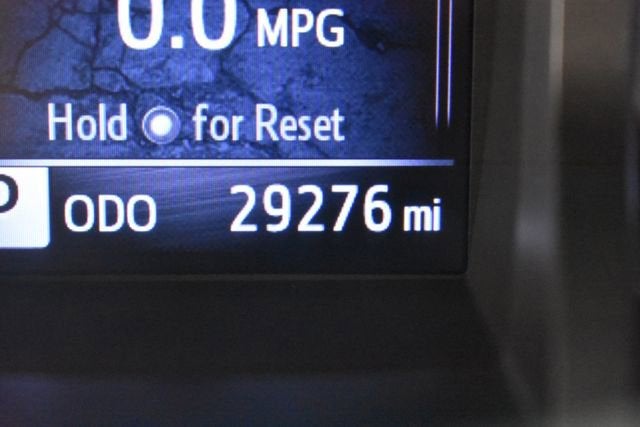 0.0 MPG
Hold for Reset
ODO 29276 mi